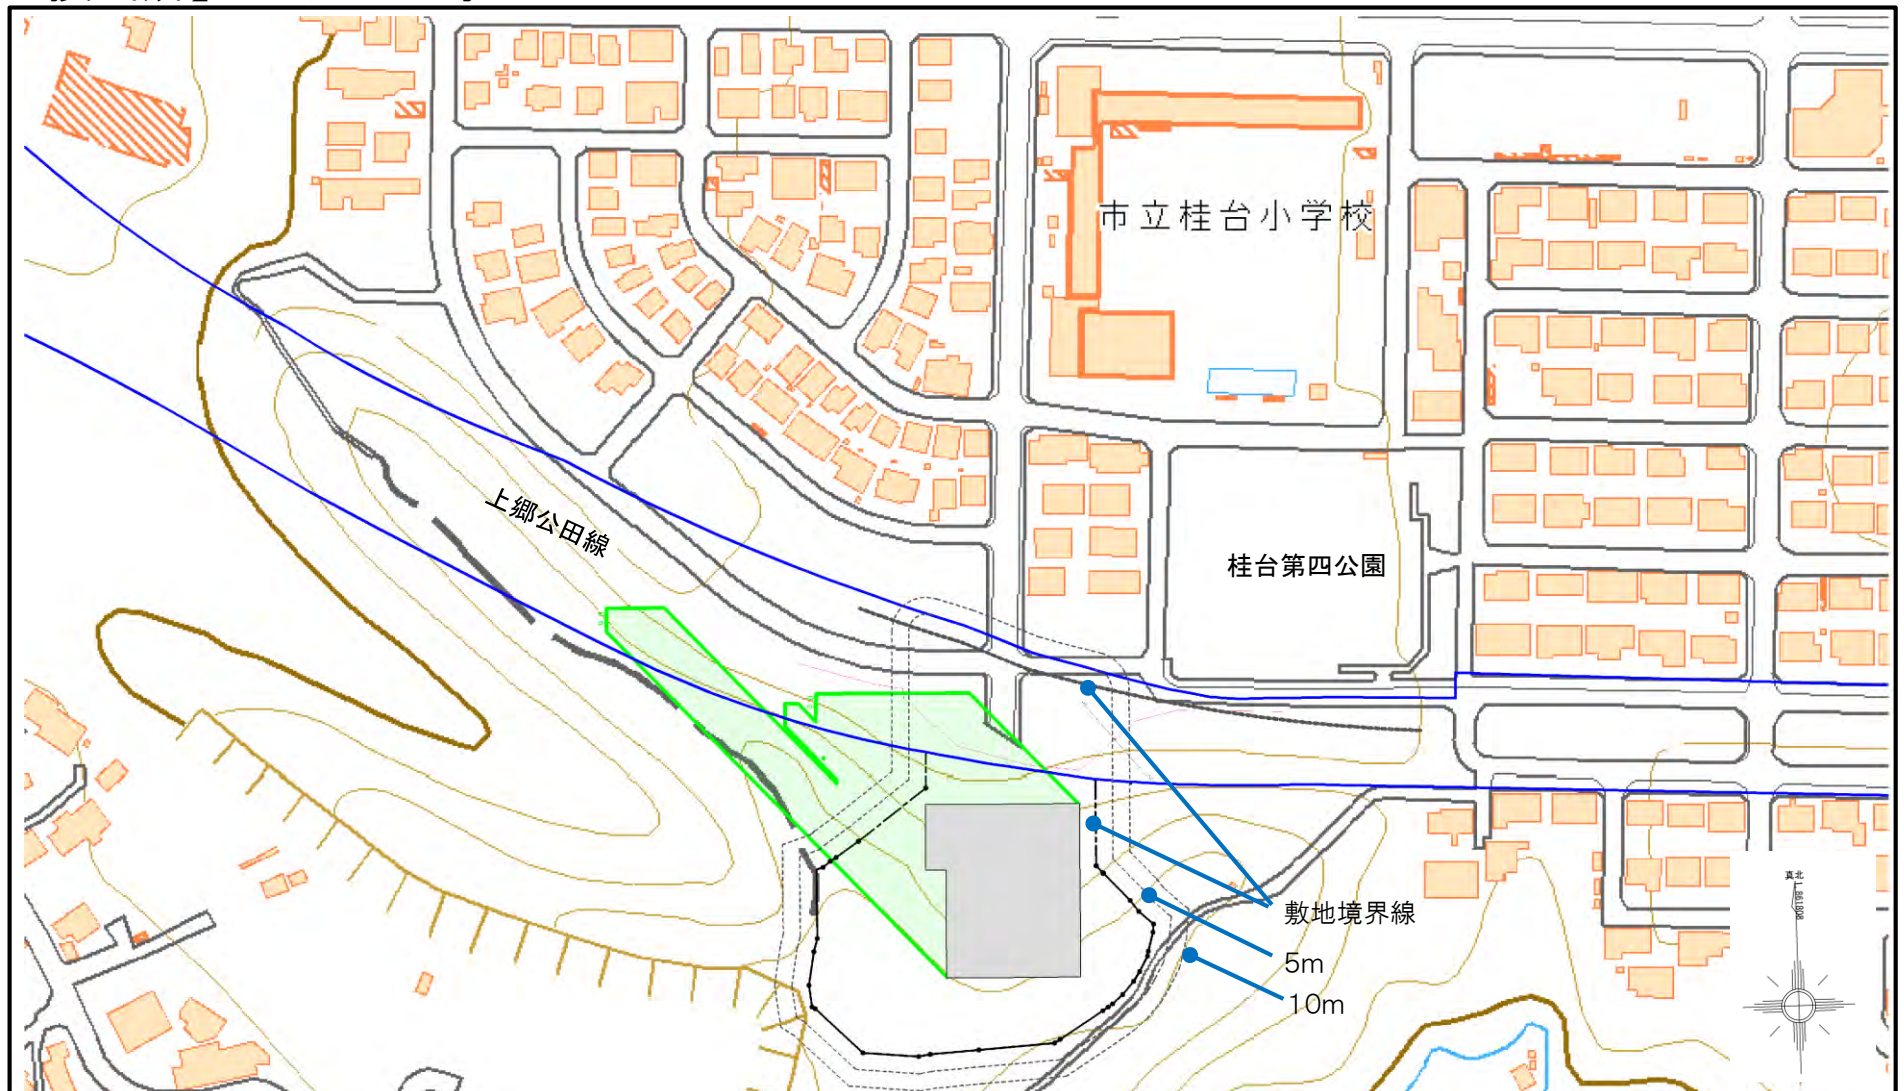 市立桂台小学校
上郷公田線
桂台第四公園
敷地境界線
5m
10m
真北